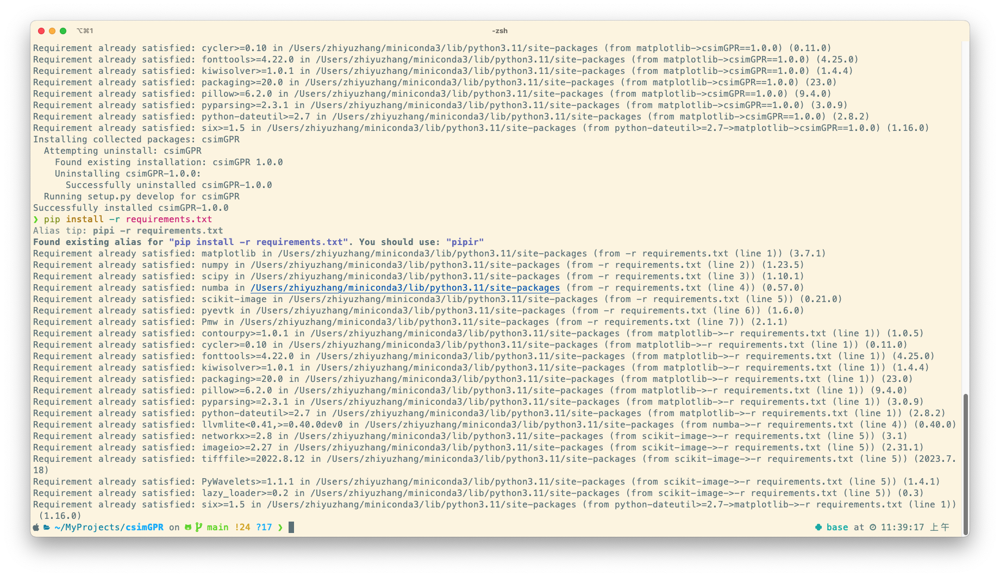 ⌥⌘1
-zsh
Requirement already satisfied: cycler>=0.10 in /Users/zhiyuzhang/miniconda3/lib/python3.11/site-packages (from matplotlib->csimGPR==1.0.0) (0.11.0)
Requirement already satisfied: fonttools>=4.22.0 in /Users/zhiyuzhang/miniconda3/lib/python3.11/site-packages (from matplotlib->csimGPR==1.0.0) (4.25.0)
Requirement already satisfied: kiwisolver>=1.0.1 in /Users/zhiyuzhang/miniconda3/lib/python3.11/site-packages (from matplotlib->csimGPR==1.0.0) (1.4.4)
Requirement already satisfied: packaging>=20.0 in /Users/zhiyuzhang/miniconda3/lib/python3.11/site-packages (from matplotlib->csimGPR==1.0.0) (23.0)
Requirement already satisfied: pillow>=6.2.0 in /Users/zhiyuzhang/miniconda3/lib/python3.11/site-packages (from matplotlib->csimGPR==1.0.0) (9.4.0)
Requirement already satisfied: pyparsing>=2.3.1 in /Users/zhiyuzhang/miniconda3/lib/python3.11/site-packages (from matplotlib->csimGPR==1.0.0) (3.0.9)
Requirement already satisfied: python-dateutil>=2.7 in /Users/zhiyuzhang/miniconda3/lib/python3.11/site-packages (from matplotlib->csimGPR==1.0.0) (2.8.2)
Requirement already satisfied: six>=1.5 in /Users/zhiyuzhang/miniconda3/lib/python3.11/site-packages (from python-dateutil>=2.7->matplotlib->csimGPR==1.0.0) (1.16.0)
Installing collected packages: csimGPR
  Attempting uninstall: csimGPR
    Found existing installation: csimGPR 1.0.0
    Uninstalling csimGPR-1.0.0:
      Successfully uninstalled csimGPR-1.0.0
  Running setup.py develop for csimGPR
Successfully installed csimGPR-1.0.0
❯ pip install -r requirements.txt
Alias tip: pipi -r requirements.txt
Found existing alias for "pip install -r requirements.txt". You should use: "pipir"
Requirement already satisfied: matplotlib in /Users/zhiyuzhang/miniconda3/lib/python3.11/site-packages (from -r requirements.txt (line 1)) (3.7.1)
Requirement already satisfied: numpy in /Users/zhiyuzhang/miniconda3/lib/python3.11/site-packages (from -r requirements.txt (line 2)) (1.23.5)
Requirement already satisfied: scipy in /Users/zhiyuzhang/miniconda3/lib/python3.11/site-packages (from -r requirements.txt (line 3)) (1.10.1)
Requirement already satisfied: numba in /Users/zhiyuzhang/miniconda3/lib/python3.11/site-packages (from -r requirements.txt (line 4)) (0.57.0)
Requirement already satisfied: scikit-image in /Users/zhiyuzhang/miniconda3/lib/python3.11/site-packages (from -r requirements.txt (line 5)) (0.21.0)
Requirement already satisfied: pyevtk in /Users/zhiyuzhang/miniconda3/lib/python3.11/site-packages (from -r requirements.txt (line 6)) (1.6.0)
Requirement already satisfied: Pmw in /Users/zhiyuzhang/miniconda3/lib/python3.11/site-packages (from -r requirements.txt (line 7)) (2.1.1)
Requirement already satisfied: contourpy>=1.0.1 in /Users/zhiyuzhang/miniconda3/lib/python3.11/site-packages (from matplotlib->-r requirements.txt (line 1)) (1.0.5)
Requirement already satisfied: cycler>=0.10 in /Users/zhiyuzhang/miniconda3/lib/python3.11/site-packages (from matplotlib->-r requirements.txt (line 1)) (0.11.0)
Requirement already satisfied: fonttools>=4.22.0 in /Users/zhiyuzhang/miniconda3/lib/python3.11/site-packages (from matplotlib->-r requirements.txt (line 1)) (4.25.0)
Requirement already satisfied: kiwisolver>=1.0.1 in /Users/zhiyuzhang/miniconda3/lib/python3.11/site-packages (from matplotlib->-r requirements.txt (line 1)) (1.4.4)
Requirement already satisfied: packaging>=20.0 in /Users/zhiyuzhang/miniconda3/lib/python3.11/site-packages (from matplotlib->-r requirements.txt (line 1)) (23.0)
Requirement already satisfied: pillow>=6.2.0 in /Users/zhiyuzhang/miniconda3/lib/python3.11/site-packages (from matplotlib->-r requirements.txt (line 1)) (9.4.0)
Requirement already satisfied: pyparsing>=2.3.1 in /Users/zhiyuzhang/miniconda3/lib/python3.11/site-packages (from matplotlib->-r requirements.txt (line 1)) (3.0.9)
Requirement already satisfied: python-dateutil>=2.7 in /Users/zhiyuzhang/miniconda3/lib/python3.11/site-packages (from matplotlib->-r requirements.txt (line 1)) (2.8.2)
Requirement already satisfied: llvmlite<0.41,>=0.40.0dev0 in /Users/zhiyuzhang/miniconda3/lib/python3.11/site-packages (from numba->-r requirements.txt (line 4)) (0.40.0)
Requirement already satisfied: networkx>=2.8 in /Users/zhiyuzhang/miniconda3/lib/python3.11/site-packages (from scikit-image->-r requirements.txt (line 5)) (3.1)
Requirement already satisfied: imageio>=2.27 in /Users/zhiyuzhang/miniconda3/lib/python3.11/site-packages (from scikit-image->-r requirements.txt (line 5)) (2.31.1)
Requirement already satisfied: tifffile>=2022.8.12 in /Users/zhiyuzhang/miniconda3/lib/python3.11/site-packages (from scikit-image->-r requirements.txt (line 5)) (2023.7.
18)
Requirement already satisfied: PyWavelets>=1.1.1 in /Users/zhiyuzhang/miniconda3/lib/python3.11/site-packages (from scikit-image->-r requirements.txt (line 5)) (1.4.1)
Requirement already satisfied: lazy_loader>=0.2 in /Users/zhiyuzhang/miniconda3/lib/python3.11/site-packages (from scikit-image->-r requirements.txt (line 5)) (0.3)
Requirement already satisfied: six>=1.5 in /Users/zhiyuzhang/miniconda3/lib/python3.11/site-packages (from python-dateutil>=2.7->matplotlib->-r requirements.txt (line 1))
 (1.16.0)
~/MyProjects/csimGPR on main !24 ?17 ❯ base at 11:39:17 上午